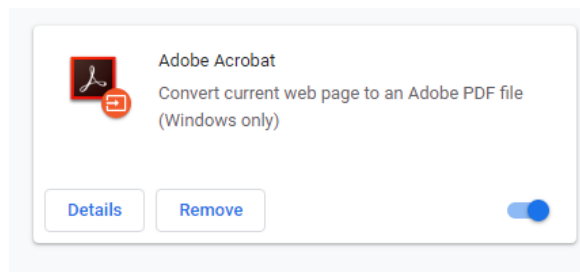 Adobe Acrobat
Convert current web page to an Adobe PDF file
(Windows only)
Details
Remove